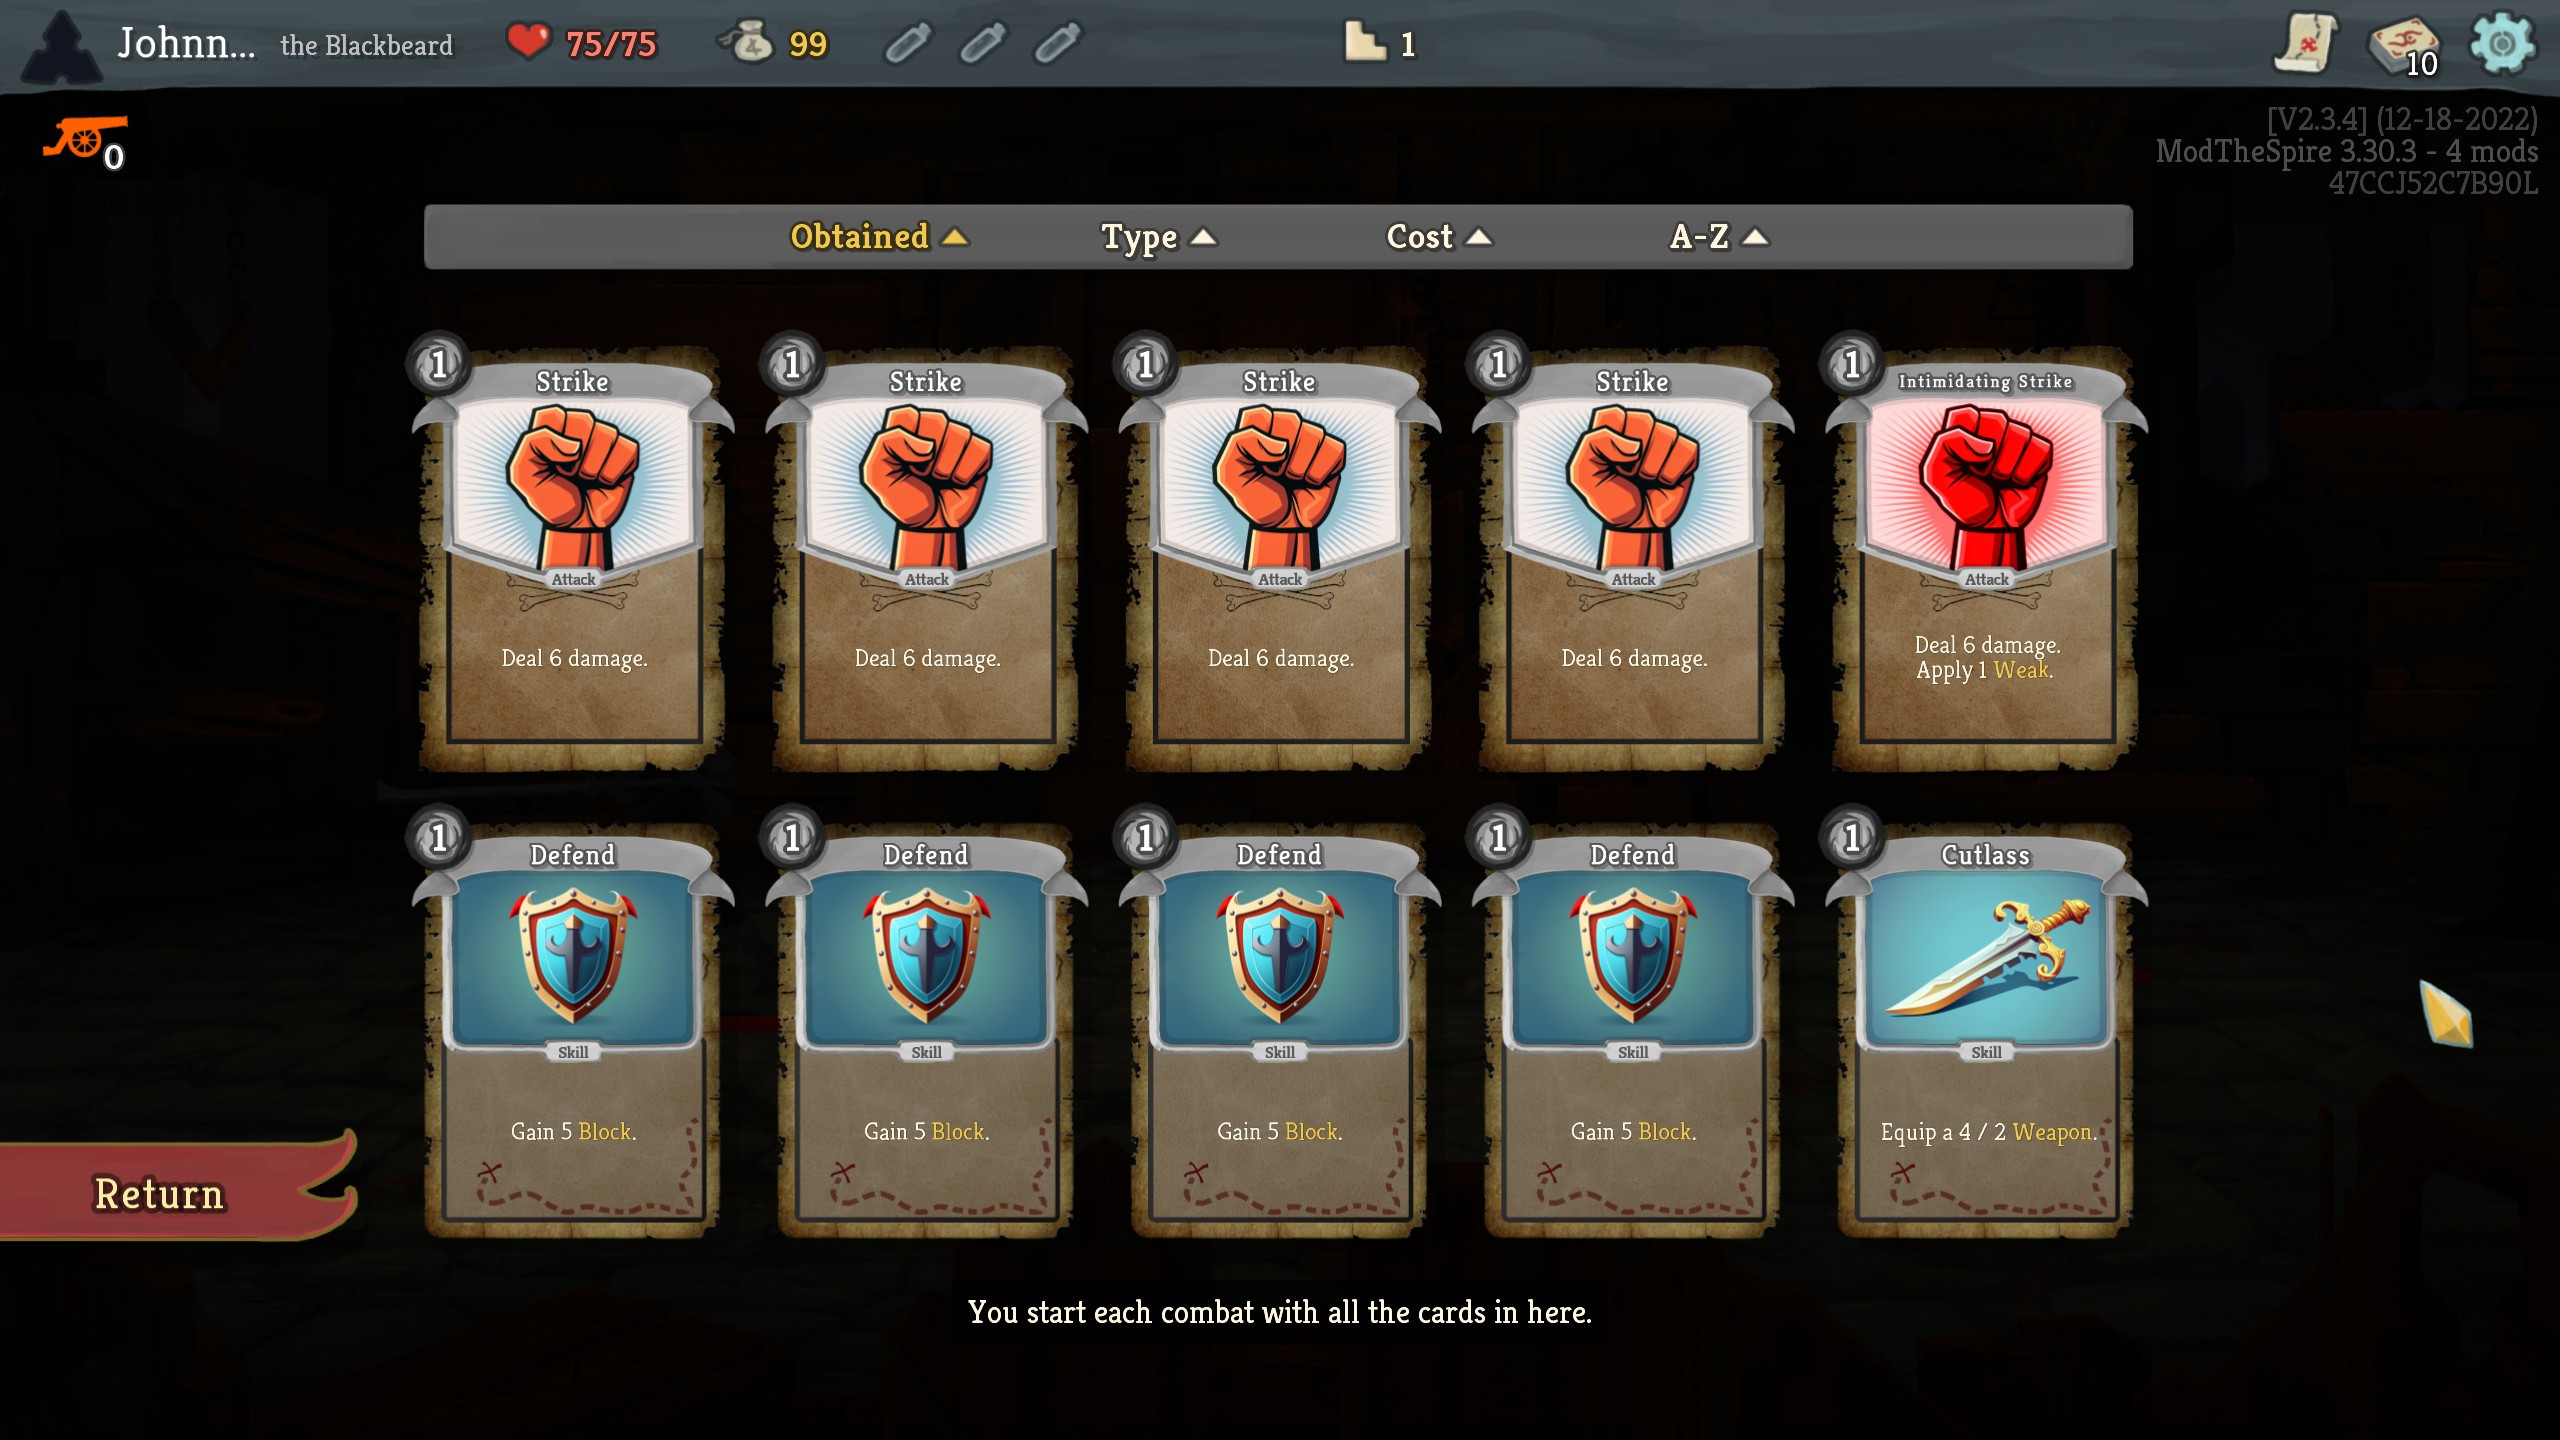 Johnn... the Blackbeard 75/75 99 1 10
0
[V2.3.4] (12-18-2022)
ModTheSpire 3.30.3 - 4 mods
47CCJ52C7B90L
Obtained Type Cost A-Z
1 1 1 1 1
Strike Strike Strike Strike Intimidating Strike
Attack Attack Attack Attack Attack
Deal 6 damage. Deal 6 damage. Deal 6 damage. Deal 6 damage. Deal 6 damage.
Apply 1 Weak.
1 1 1 1 1
Defend Defend Defend Defend Cutlass
Skill Skill Skill Skill Skill
Gain 5 Block. Gain 5 Block. Gain 5 Block. Gain 5 Block. Equip a 4 / 2 Weapon.
Return
You start each combat with all the cards in here.